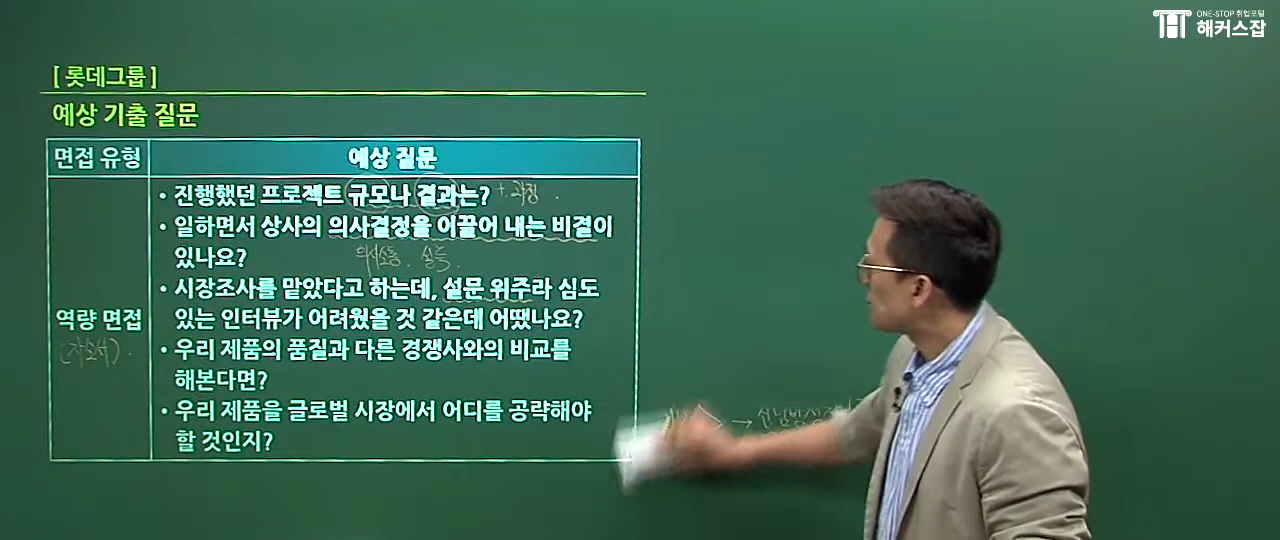 ONE-STOP 취업포털
해커스잡
[ 롯데그룹 ]
예상 기출 질문
면접 유형
예상 질문
• 진행했던 프로젝트 규모나 결과는?
+ 과정
• 일하면서 상사의 의사결정을 이끌어 내는 비결이
있나요?
의사소통. 설득.
• 시장조사를 맡았다고 하는데, 설문 위주라 심도
있는 인터뷰가 어려웠을 것 같은데 어땠나요?
역량 면접
(자소서).
• 우리 제품의 품질과 다른 경쟁사와의 비교를
해본다면?
• 우리 제품을 글로벌 시장에서 어디를 공략해야
할 것인지?